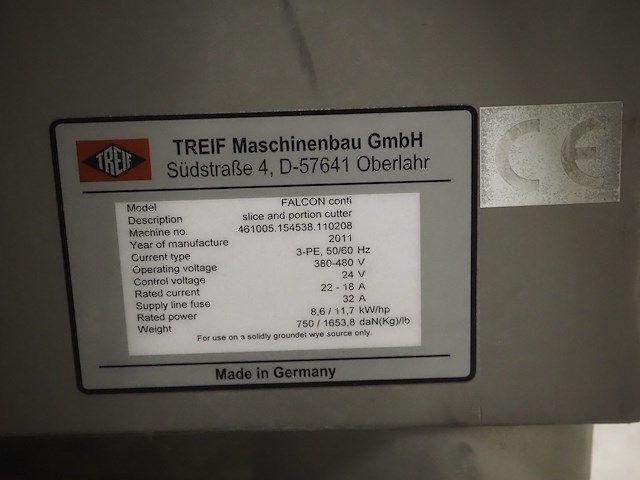 TREIF
TREIF Maschinenbau GmbH
Südstraße 4, D-57641 Oberlahr
Model FALCON conti
Description slice and portion cutter
Machine no. 461005.154538.110208
Year of manufacture 2011
Current type 3-PE, 50/60 Hz
Operating voltage 380-480 V
Control voltage 24 V
Rated current 22 - 18 A
Supply line fuse 32 A
Rated power 8,6 / 11,7 kW/hp
Weight 750 / 1653,8 daN(Kg)/lb
For use on a solidly groundet wye source only.
Made in Germany
CE